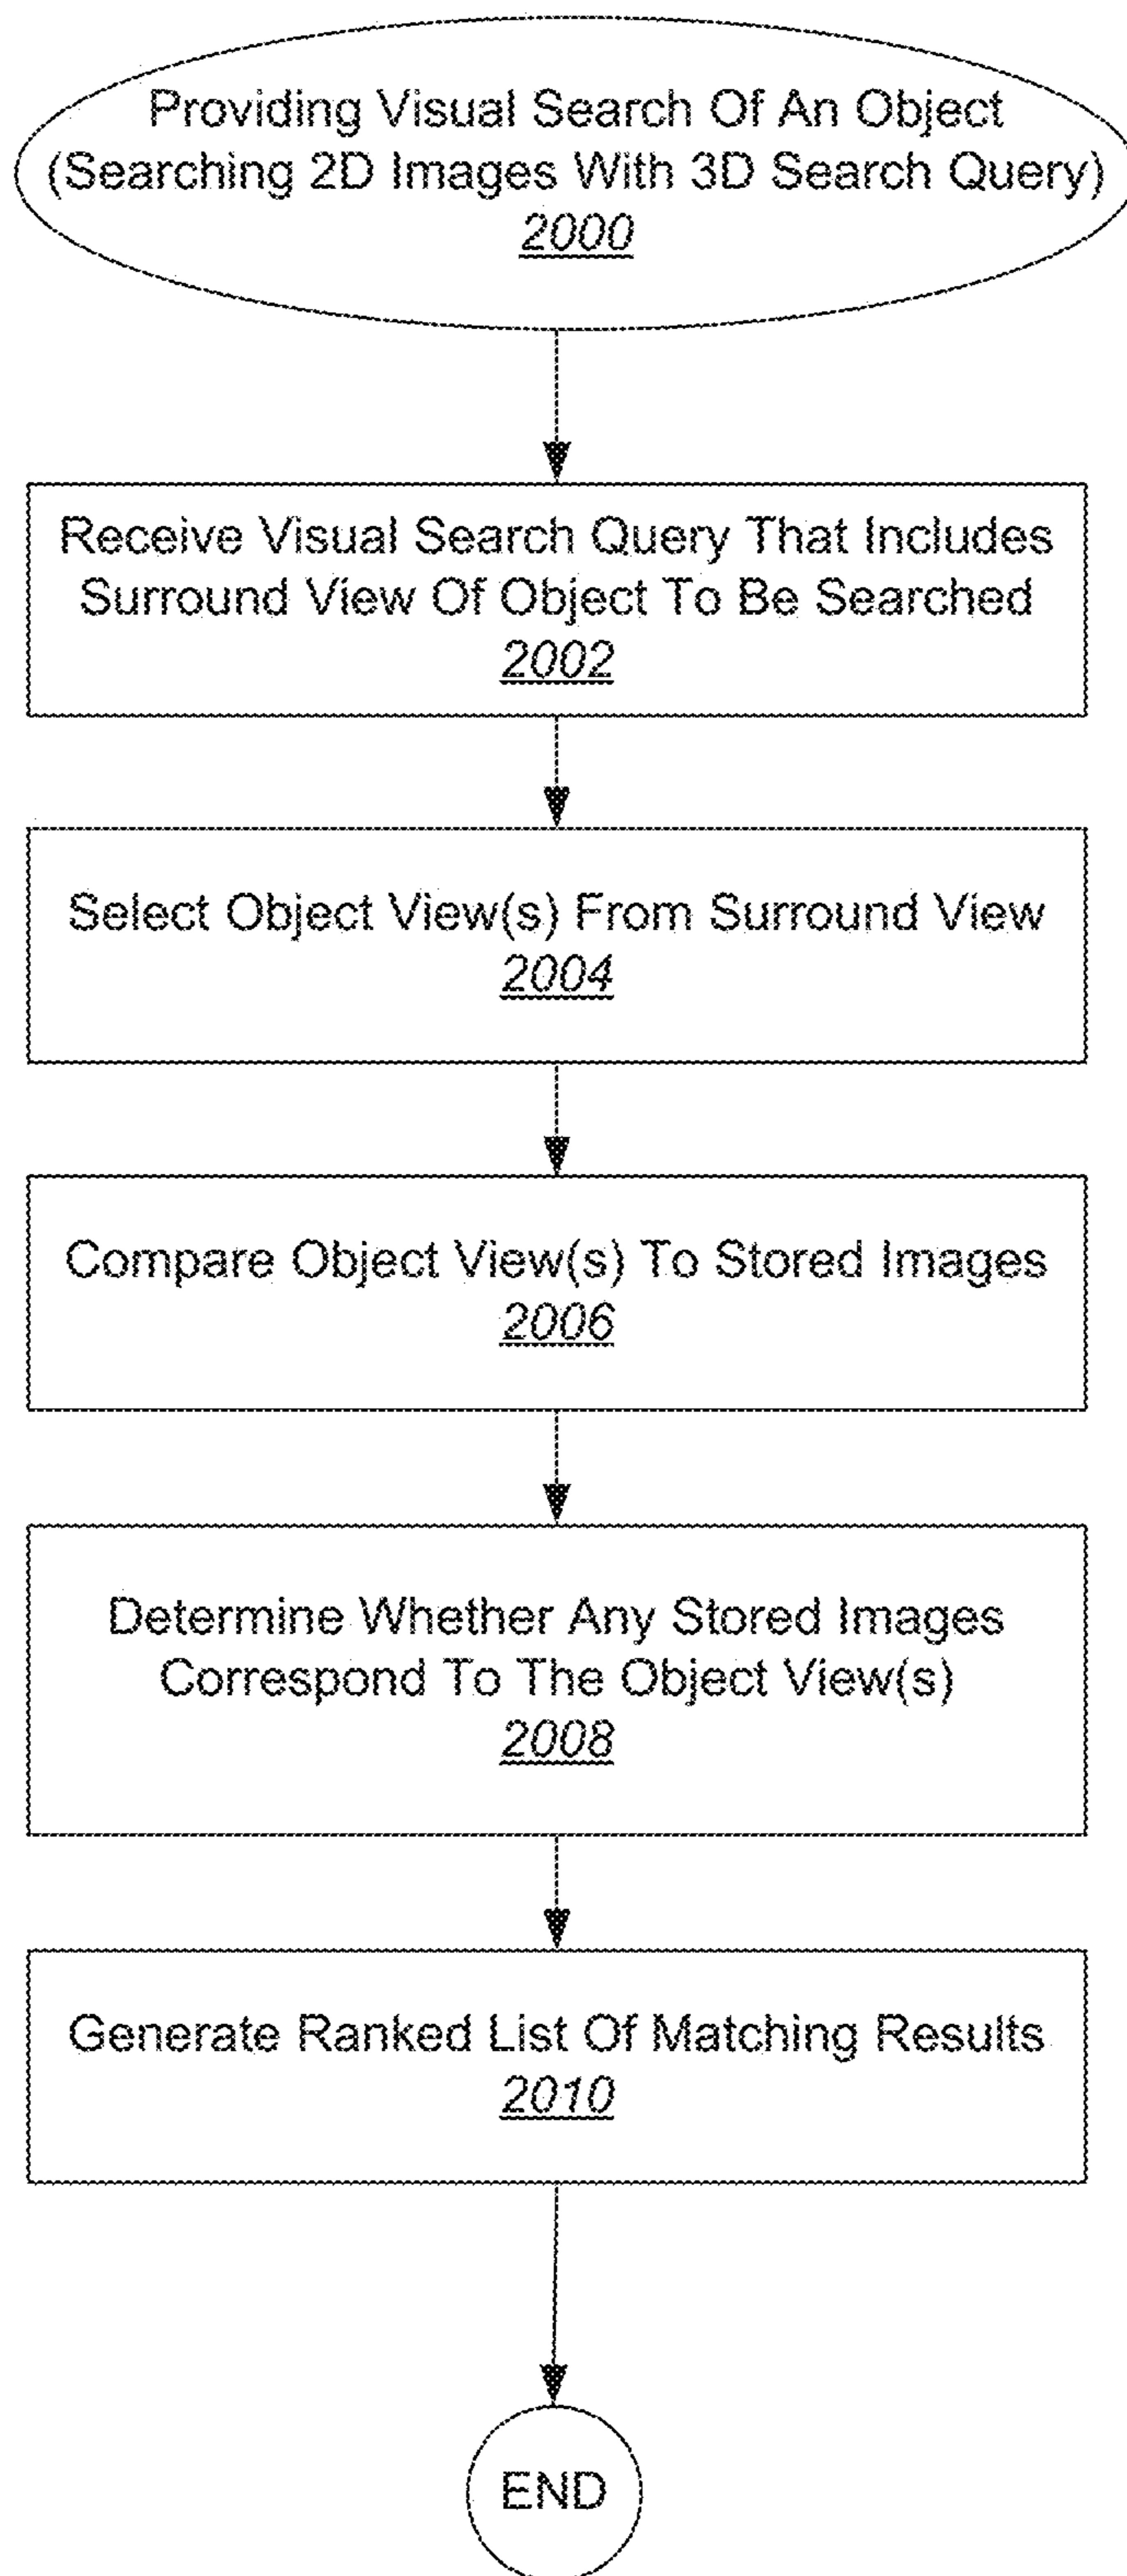 Providing Visual Search Of An Object
(Searching 2D Images With 3D Search Query)
2000
Receive Visual Search Query That Includes
Surround View Of Object To Be Searched
2002
Select Object View(s) From Surround View
2004
Compare Object View(s) To Stored Images
2006
Determine Whether Any Stored Images
Correspond To The Object View(s)
2008
Generate Ranked List Of Matching Results
2010
END